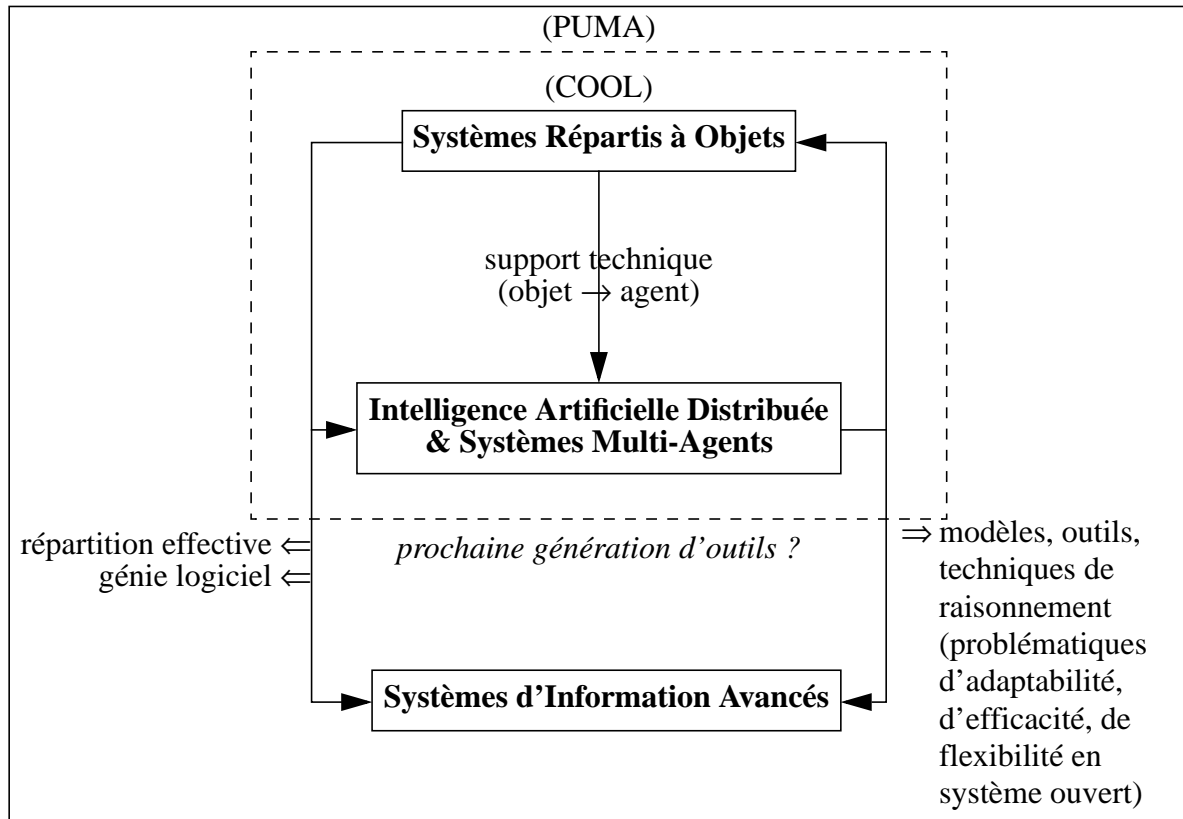 (PUMA)
(COOL)
Systèmes Répartis à Objets
support technique
(objet → agent)
Intelligence Artificielle Distribuée
& Systèmes Multi-Agents
répartition effective ⇐
génie logiciel ⇐
prochaine génération d’outils ?
⇒ modèles, outils,
techniques de
raisonnement
(problématiques
d’adaptabilité,
d’efficacité, de
flexibilité en
système ouvert)
Systèmes d’Information Avancés